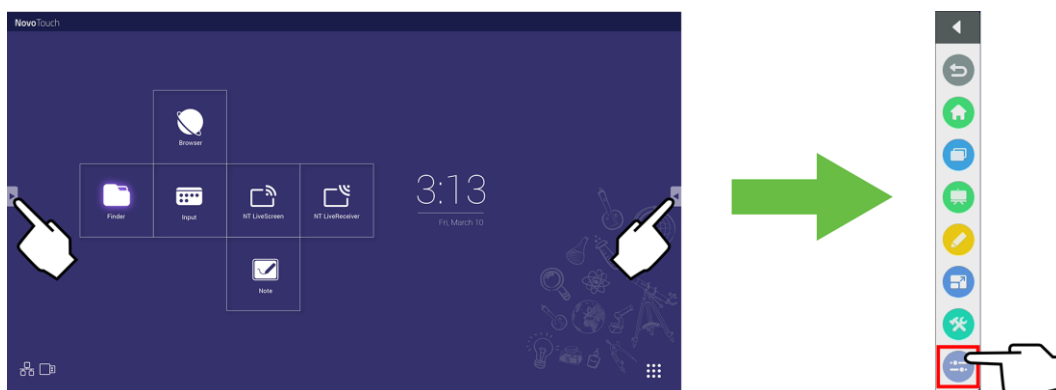 NovoTouch
Browser
Finder
Input
NT LiveScreen
NT LiveReceiver
3:13
Fri, March 10
Note